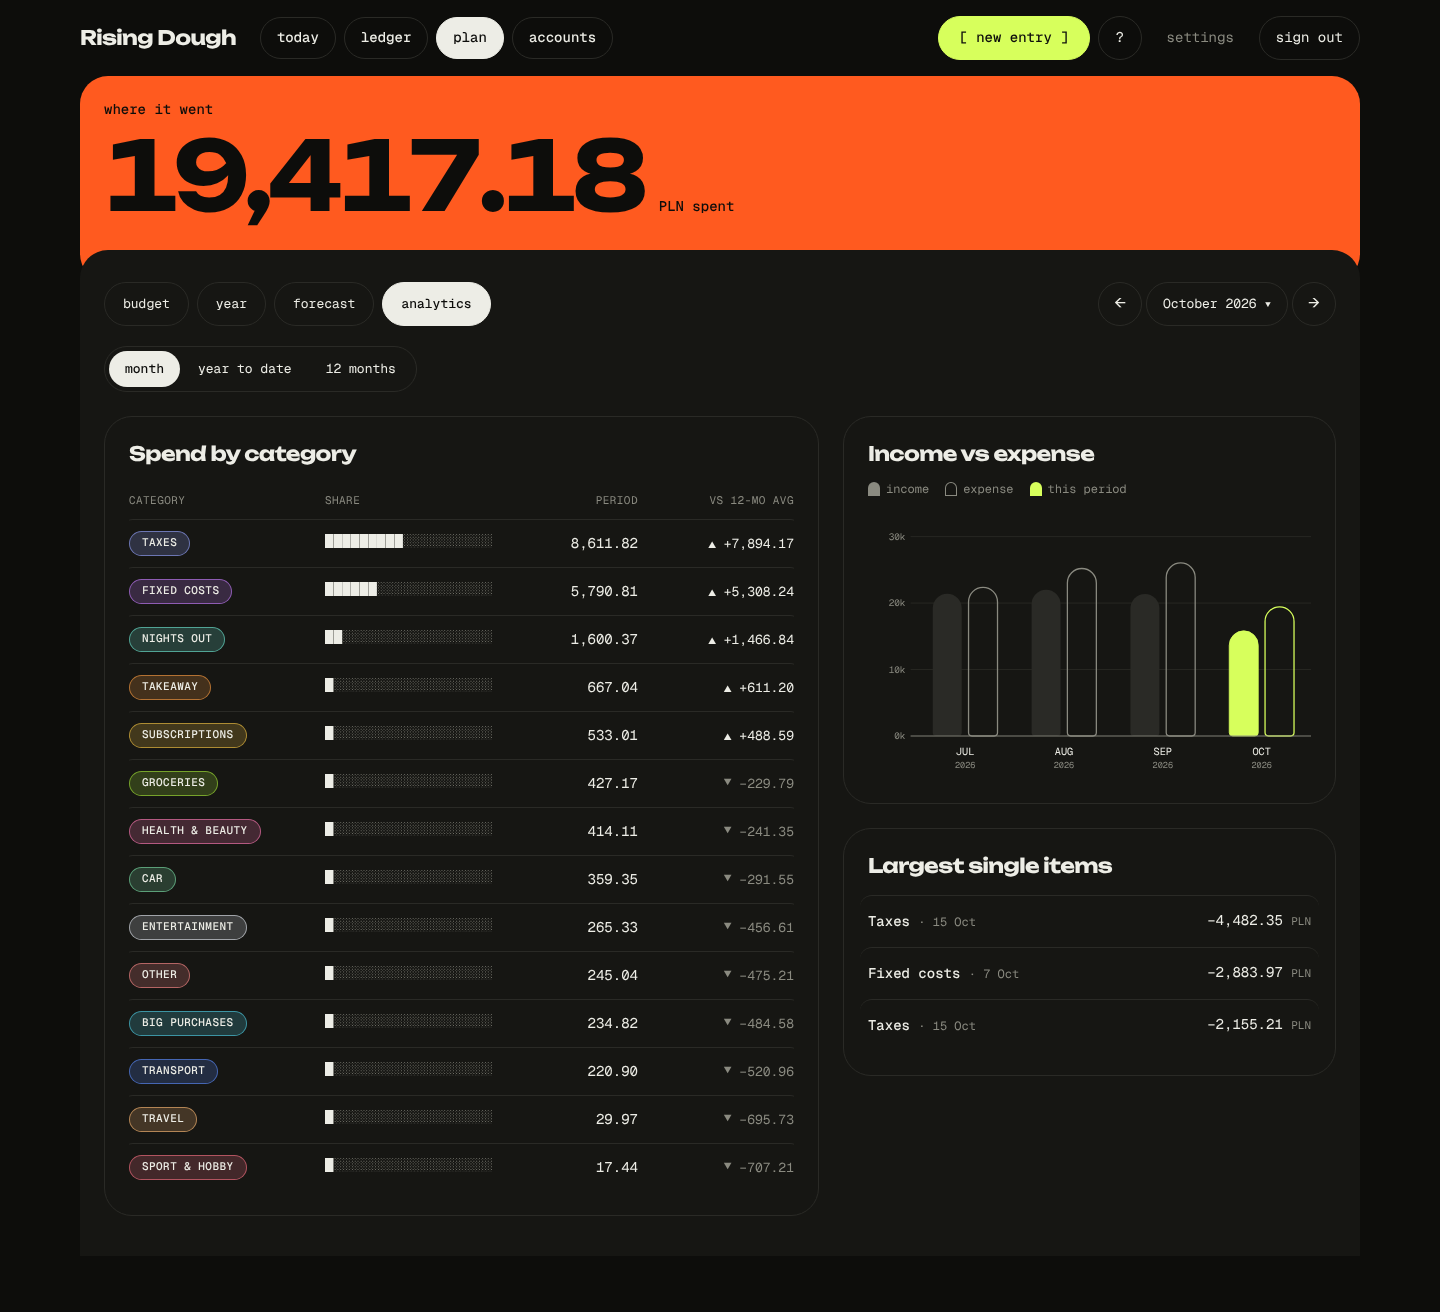 Rising Dough today ledger plan accounts [ new entry ] ? settings sign out
where it went
19,417.18 PLN spent
budget year forecast analytics ← October 2026 ▾ →
month year to date 12 months
Spend by category
CATEGORY SHARE PERIOD VS 12-MO AVG
TAXES 8,611.82 ▲ +7,894.17
FIXED COSTS 5,790.81 ▲ +5,308.24
NIGHTS OUT 1,600.37 ▲ +1,466.84
TAKEAWAY 667.04 ▲ +611.20
SUBSCRIPTIONS 533.01 ▲ +488.59
GROCERIES 427.17 ▼ −229.79
HEALTH & BEAUTY 414.11 ▼ −241.35
CAR 359.35 ▼ −291.55
ENTERTAINMENT 265.33 ▼ −456.61
OTHER 245.04 ▼ −475.21
BIG PURCHASES 234.82 ▼ −484.58
TRANSPORT 220.90 ▼ −520.96
TRAVEL 29.97 ▼ −695.73
SPORT & HOBBY 17.44 ▼ −707.21
Income vs expense
income expense this period
30k
20k
10k
0k
JUL AUG SEP OCT
2026 2026 2026 2026
Largest single items
Taxes · 15 Oct −4,482.35 PLN
Fixed costs · 7 Oct −2,883.97 PLN
Taxes · 15 Oct −2,155.21 PLN